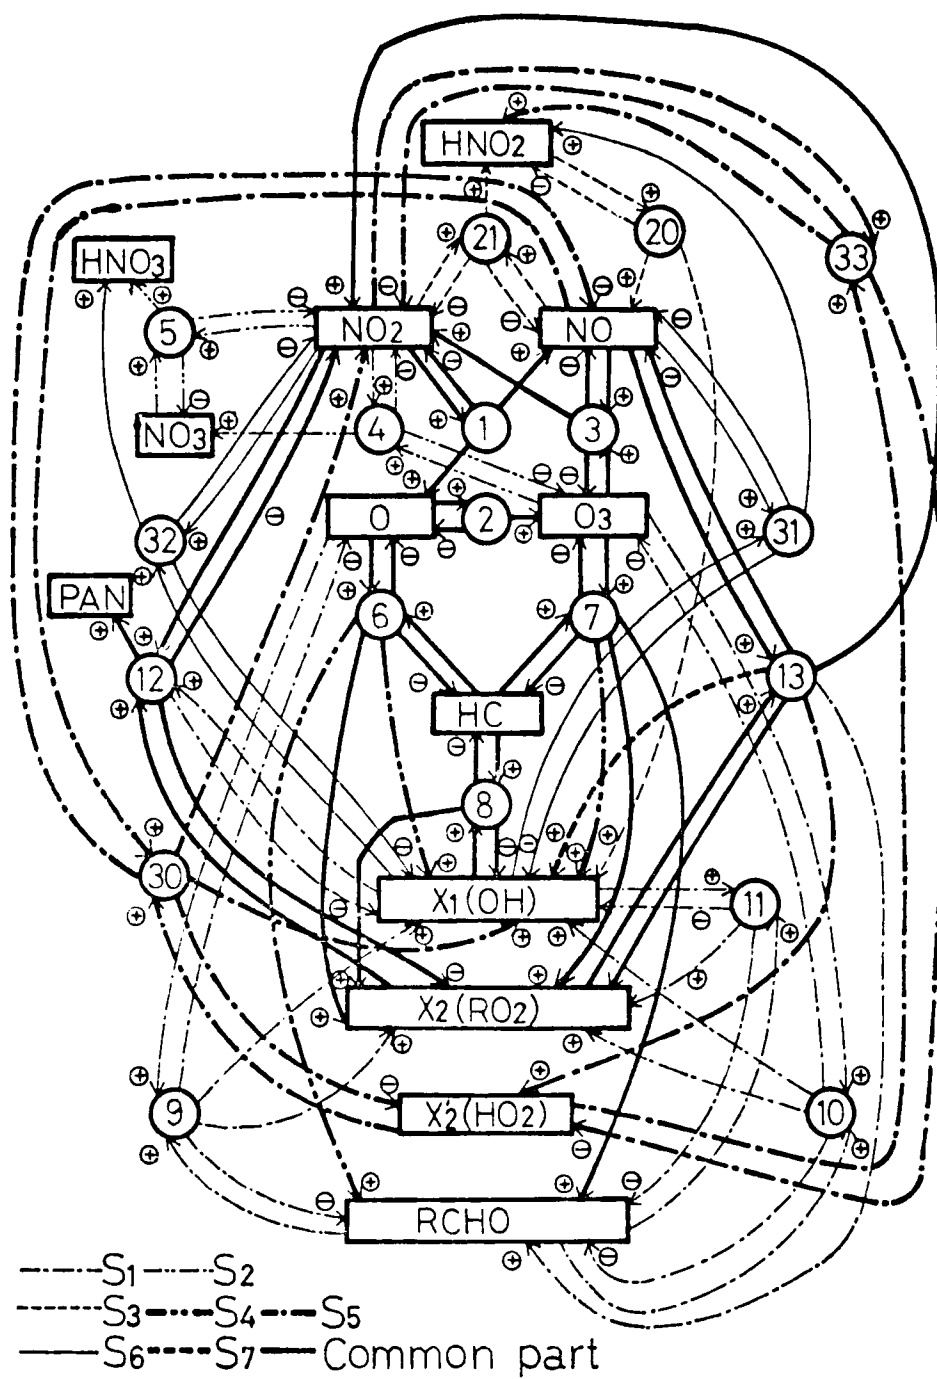 HNO2
20
21
33
HNO3
5
NO2
NO
NO3
4
1
3
O
2
O3
32
31
PAN
6
7
12
13
HC
8
30
X1(OH)
11
X2(RO2)
9
X2'(HO2)
10
RCHO
S1 S2
S3 S4 S5
S6 S7 Common part